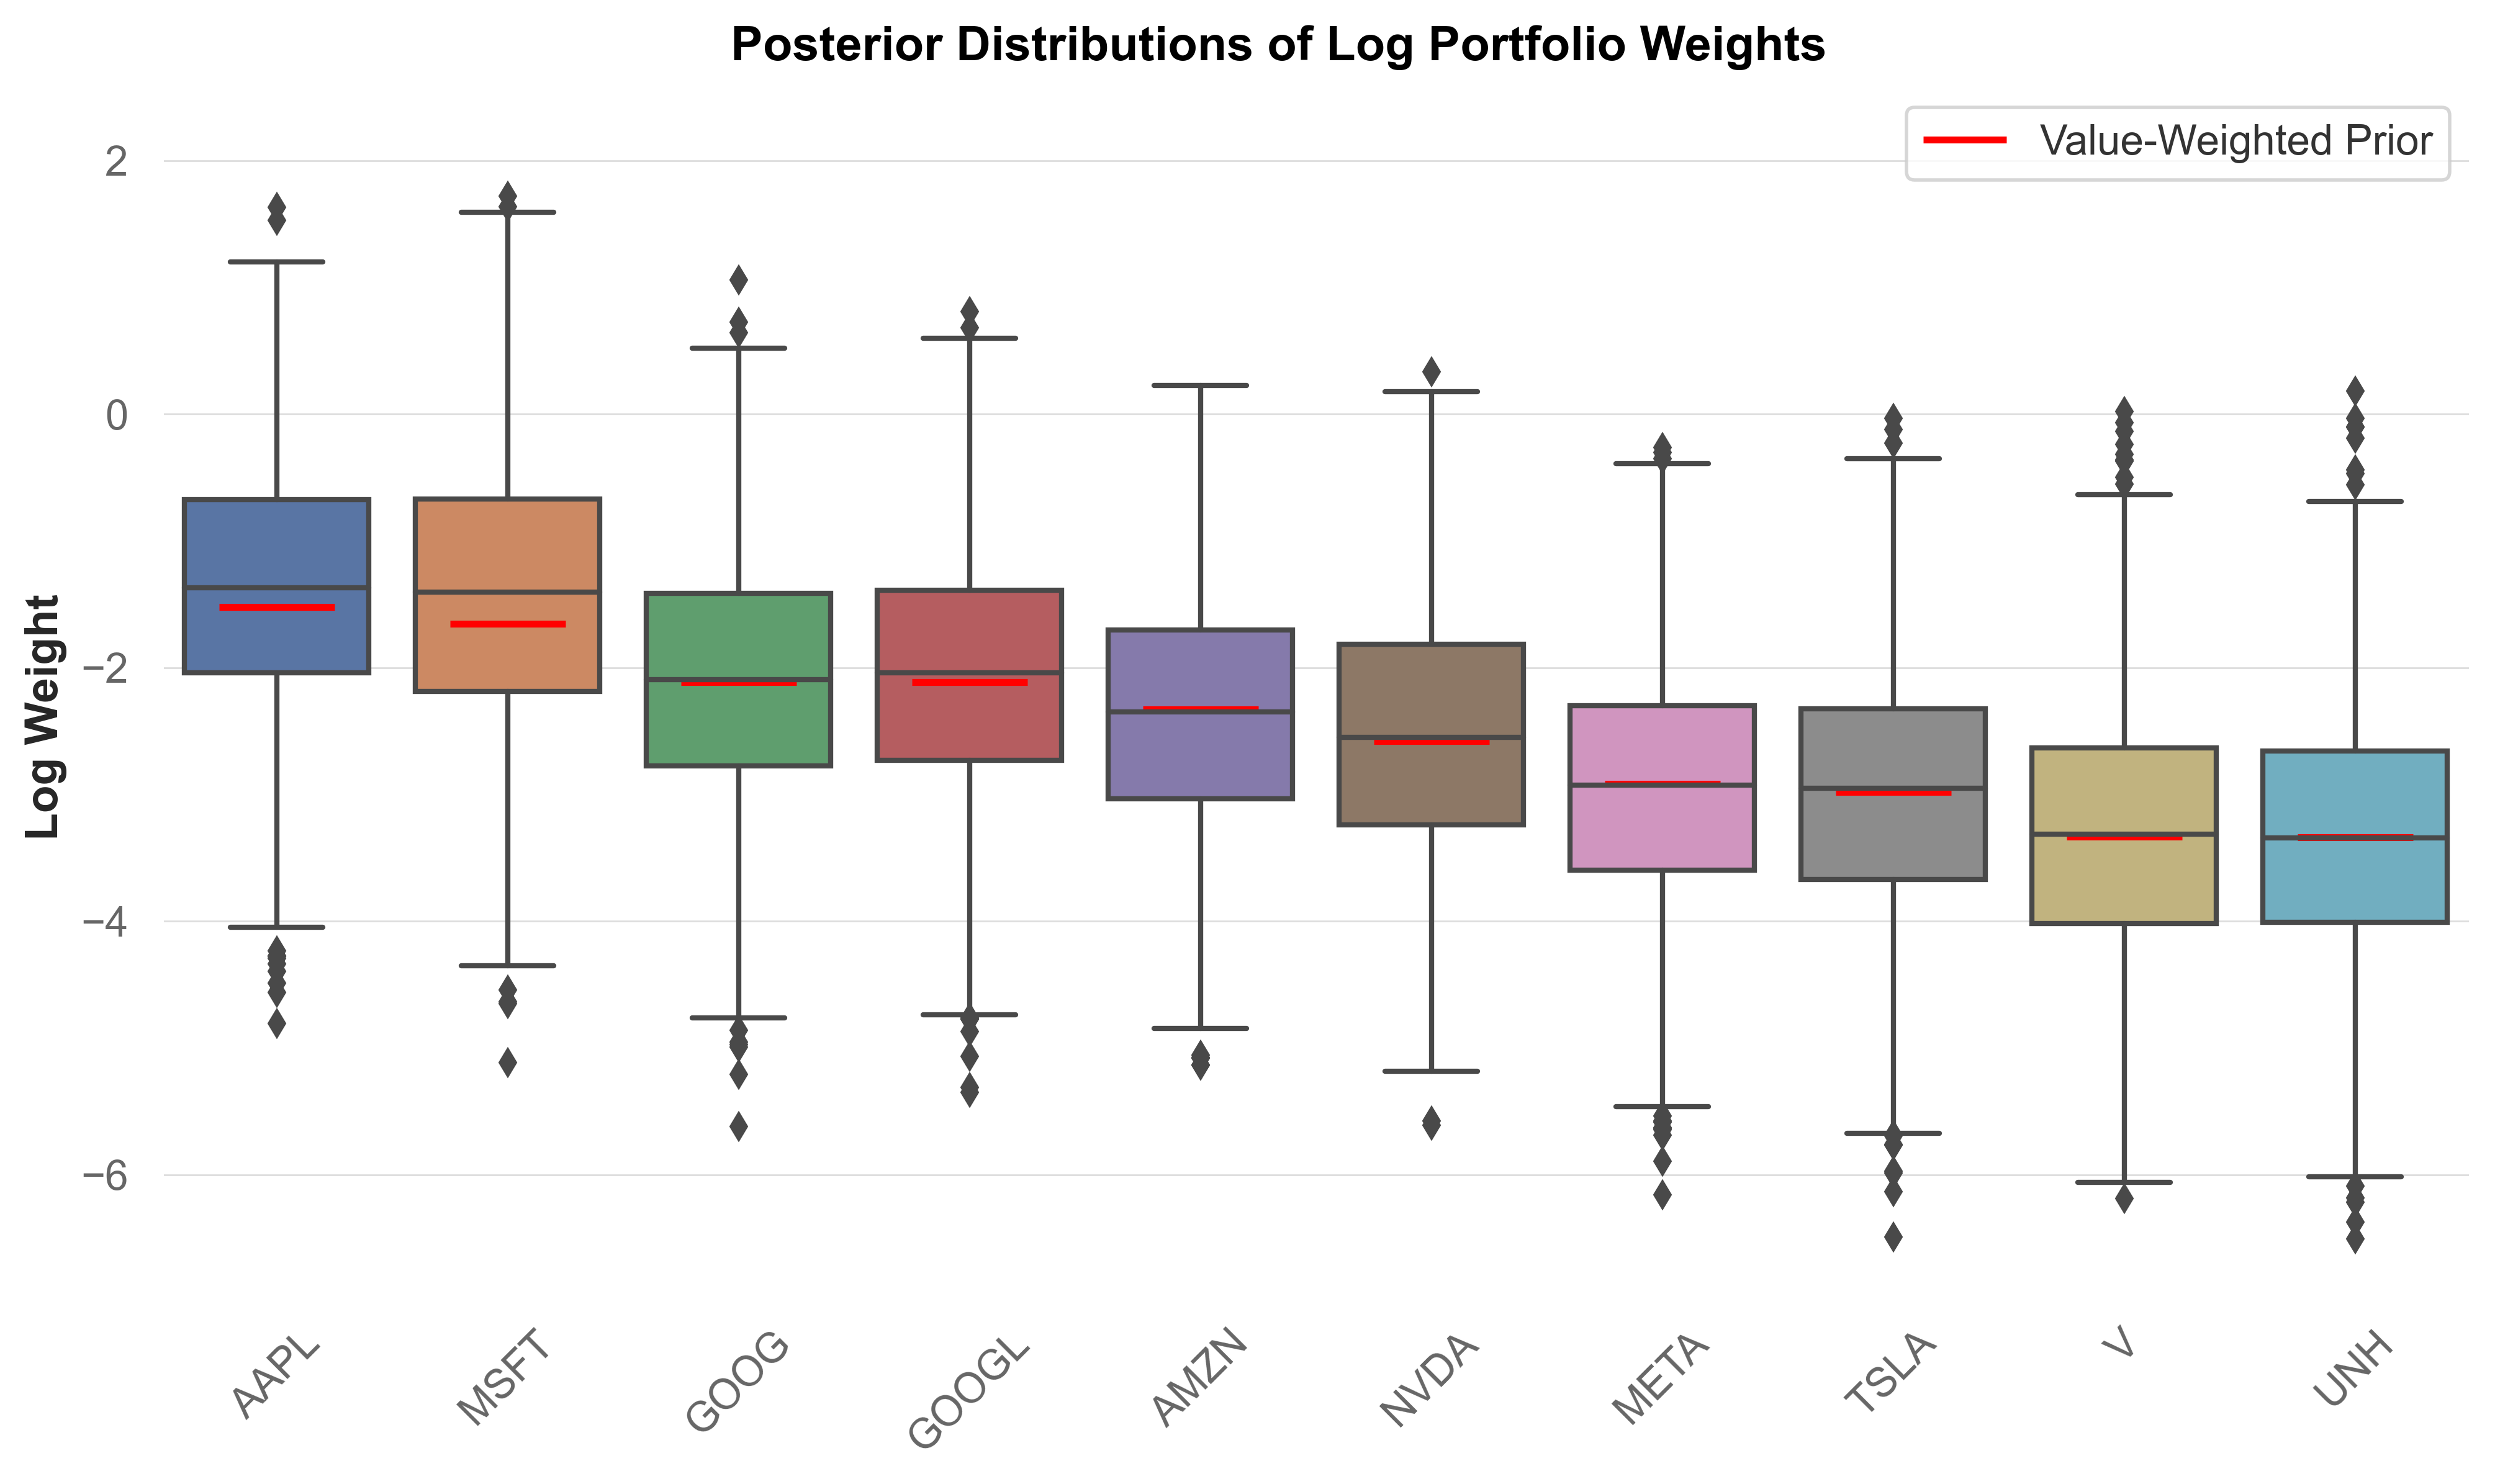 Posterior Distributions of Log Portfolio Weights
Value-Weighted Prior
Log Weight
2
0
−2
−4
−6
AAPL
MSFT
GOOG
GOOGL
AMZN
NVDA
META
TSLA
V
UNH